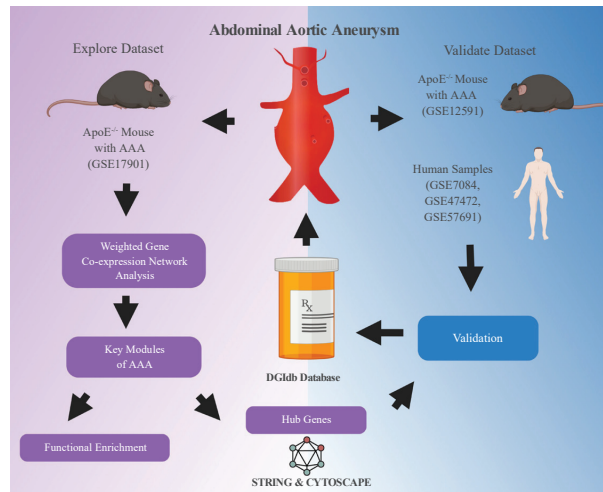 Abdominal Aortic Aneurysm
Explore Dataset
ApoE-/- Mouse
with AAA
(GSE17901)
Weighted Gene
Co-expression Network
Analysis
Key Modules
of AAA
Functional Enrichment
Hub Genes
STRING & CYTOSCAPE
Validate Dataset
ApoE-/- Mouse
with AAA
(GSE12591)
Human Samples
(GSE7084,
GSE47472,
GSE57691)
Validation
Rx
DGIdb Database